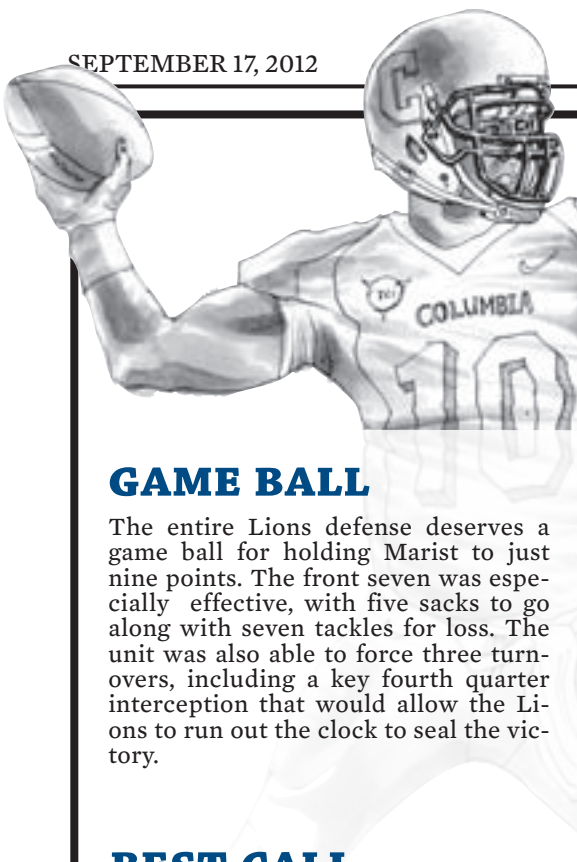 SEPTEMBER 17, 2012
C
COLUMBIA
10
GAME BALL
The entire Lions defense deserves a
game ball for holding Marist to just
nine points. The front seven was espe-
cially effective, with five sacks to go
along with seven tackles for loss. The
unit was also able to force three turn-
overs, including a key fourth quarter
interception that would allow the Li-
ons to run out the clock to seal the vic-
tory.
BEST CALL